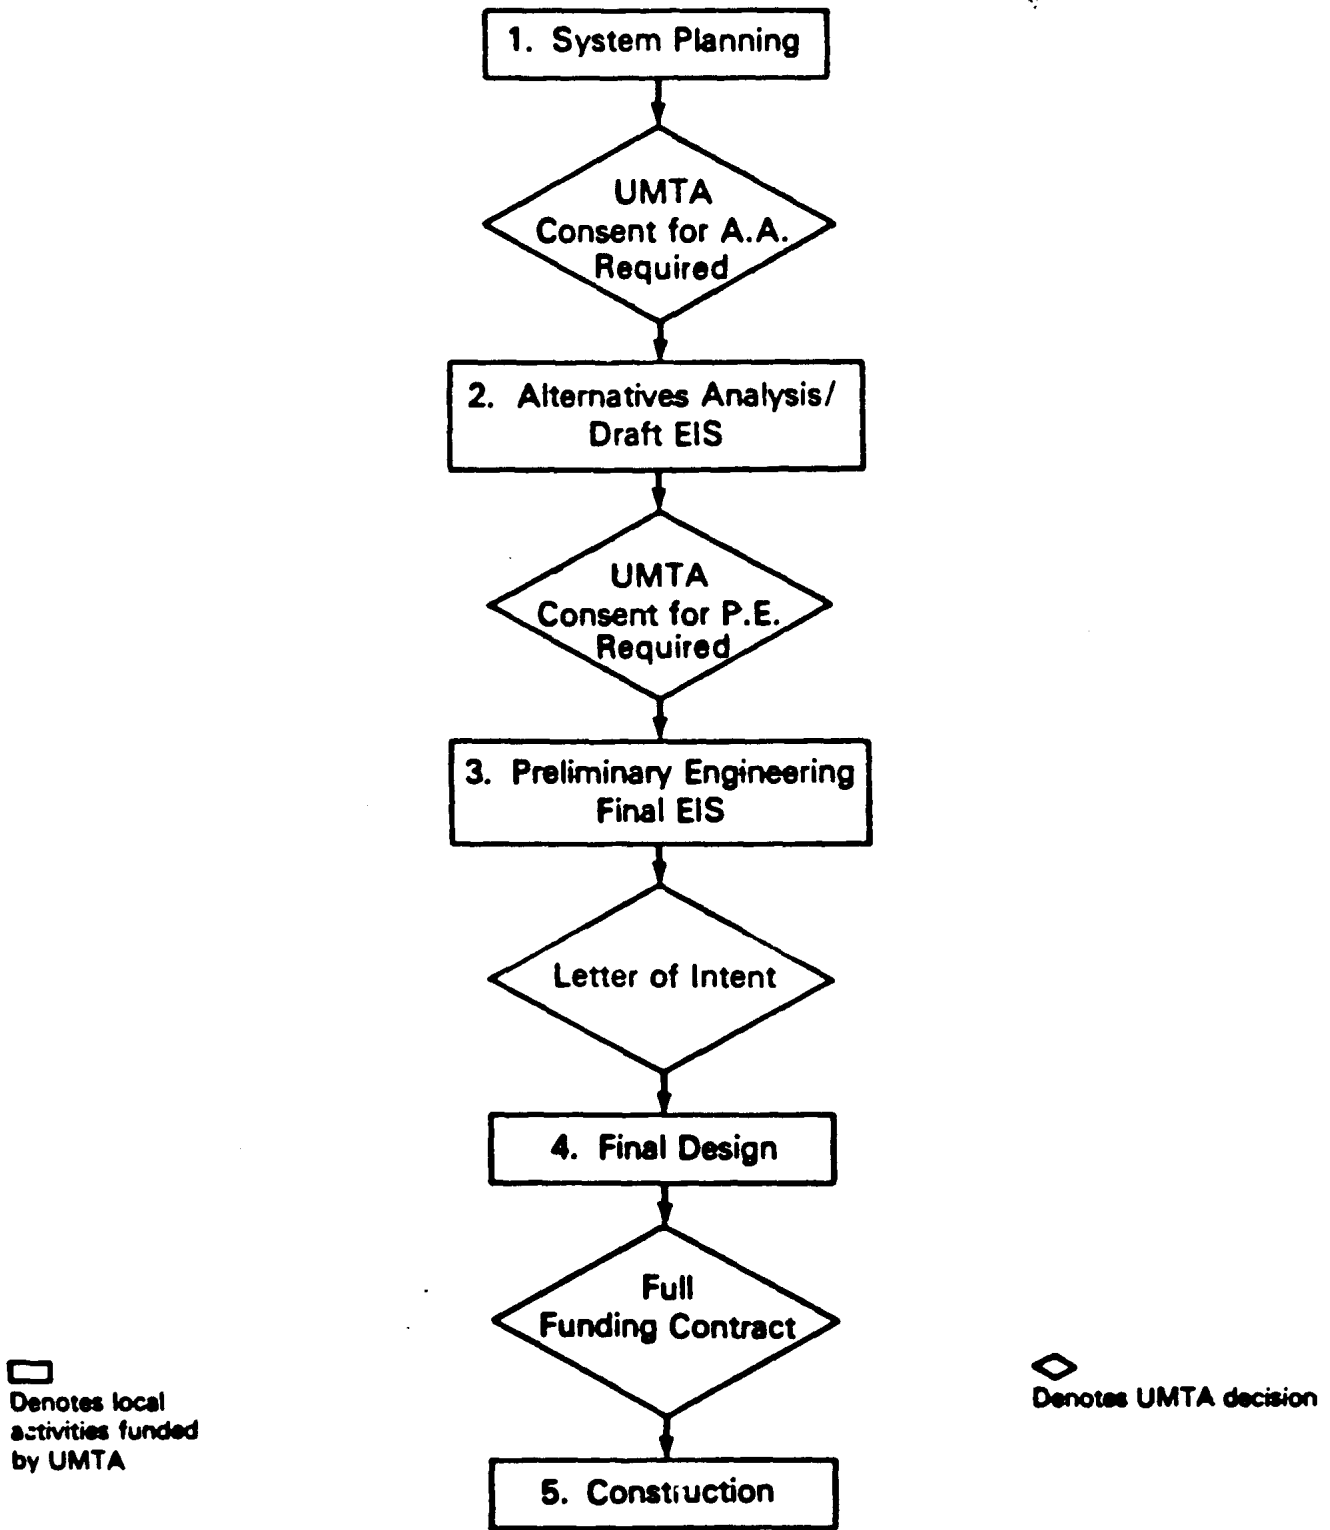 1. System Planning
UMTA
Consent for A.A.
Required
2. Alternatives Analysis/
Draft EIS
UMTA
Consent for P.E.
Required
3. Preliminary Engineering
Final EIS
Letter of Intent
4. Final Design
Full
Funding Contract
Denotes local
activities funded
by UMTA
Denotes UMTA decision
5. Construction